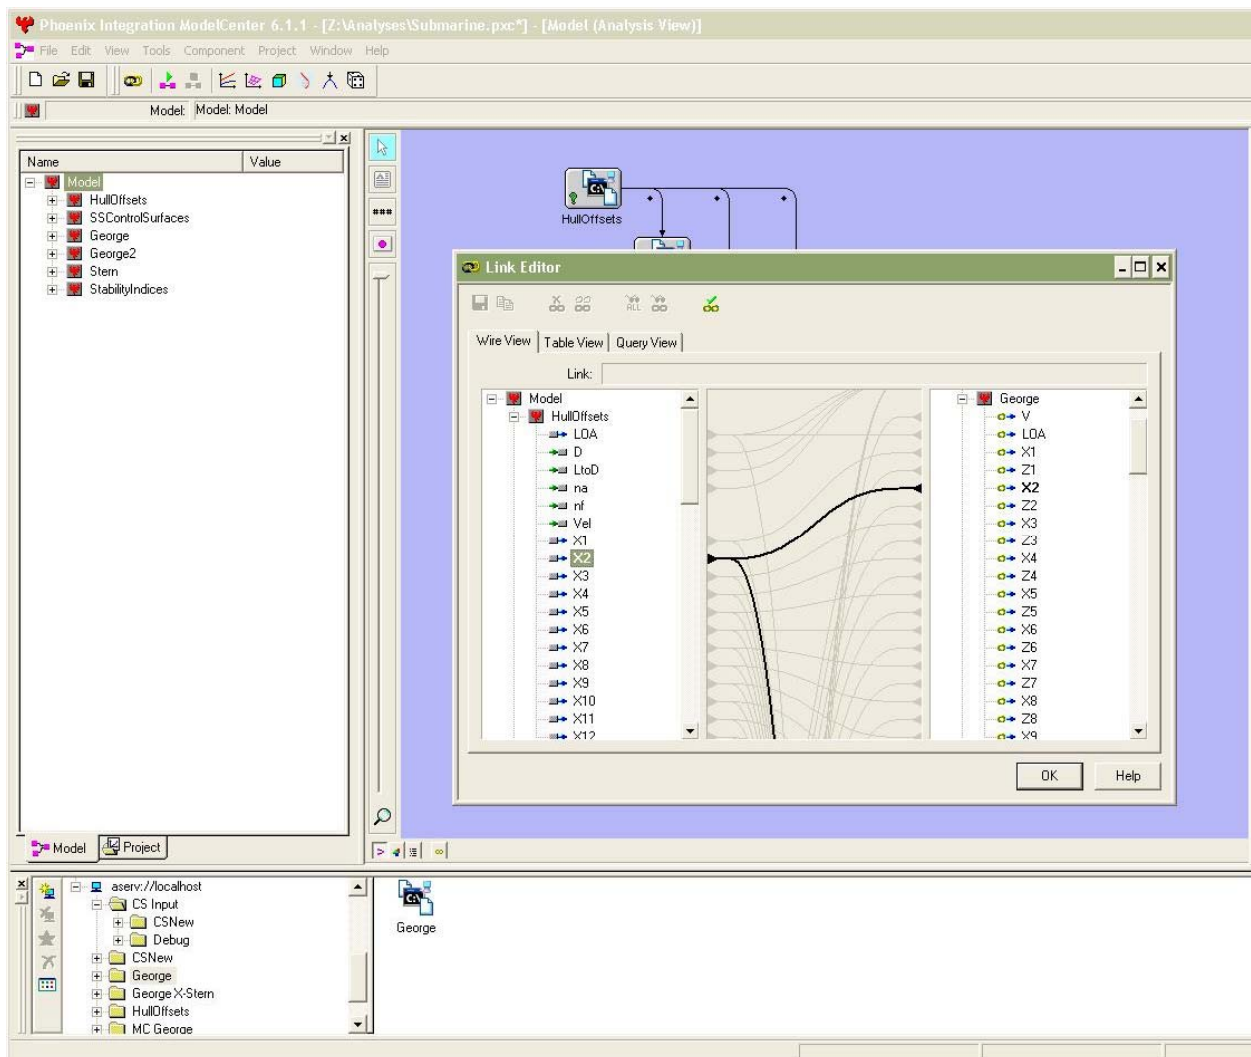 Phoenix Integration ModelCenter 6.1.1 - [Z:\Analyses\Submarine.pxc*] - [Model (Analysis View)]
File Edit View Tools Component Project Window Help
Model: Model: Model
Name Value
Model
HullOffsets
SSControlSurfaces
George
George2
Stern
StabilityIndices
HullOffsets
Link Editor
ALL
Wire View Table View Query View
Link:
Model
HullOffsets
LOA
D
LtoD
na
nf
Vel
X1
X2
X3
X4
X5
X6
X7
X8
X9
X10
X11
X12
George
V
LOA
X1
Z1
X2
Z2
X3
Z3
X4
Z4
X5
Z5
X6
Z6
X7
Z7
X8
Z8
X9
OK Help
Model Project
aserv://localhost
CS Input
CSNew
Debug
CSNew
George
George X-Stern
HullOffsets
MC George
C:\
George